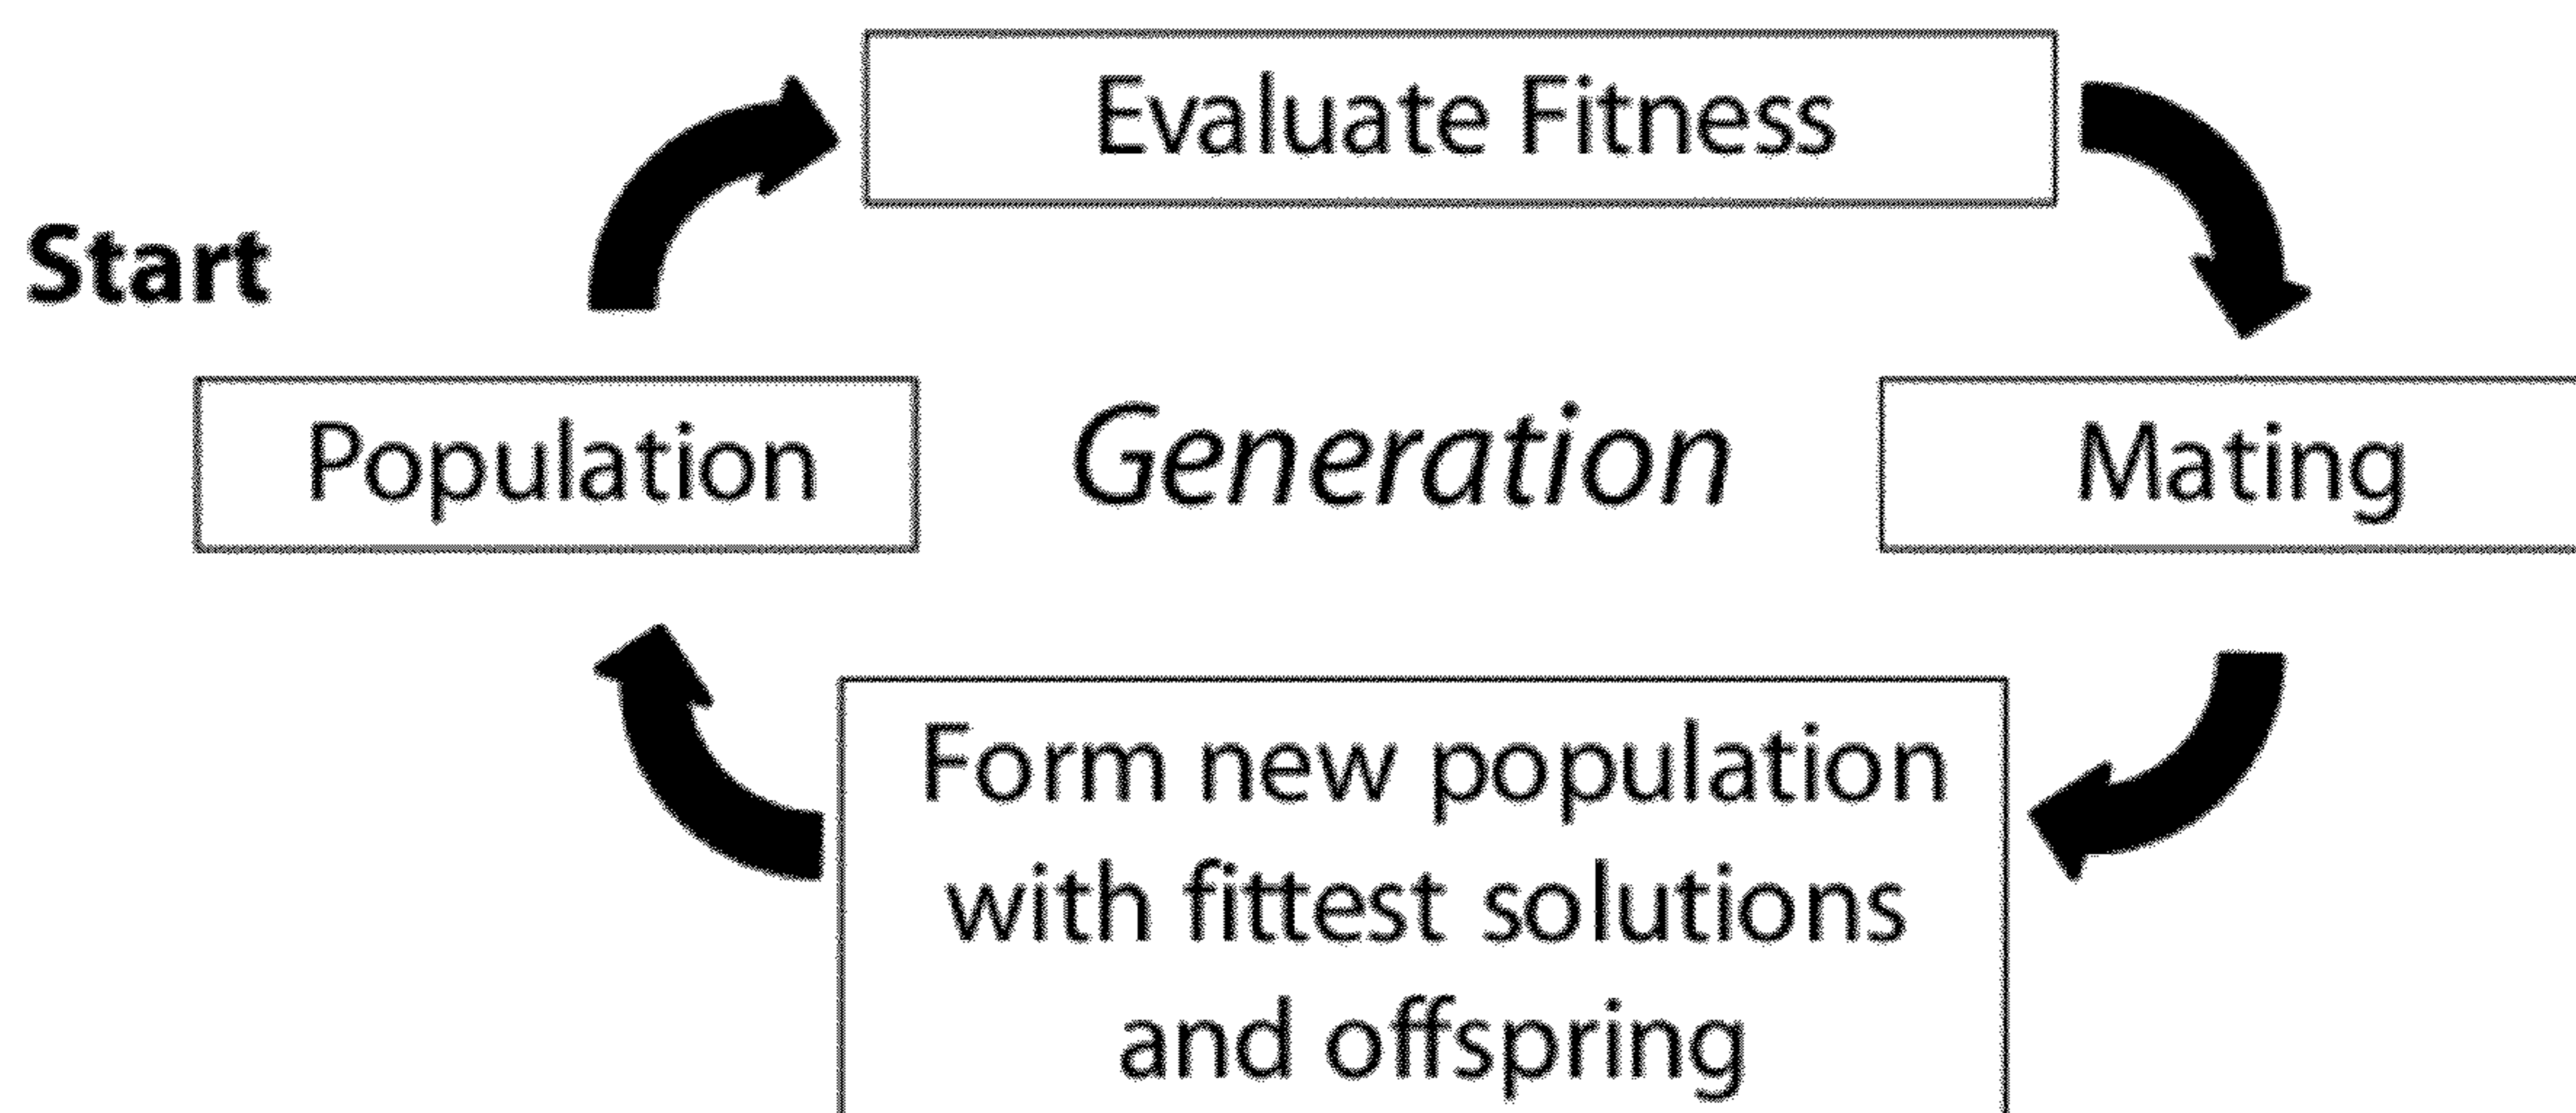 Evaluate Fitness
Start
Population
Generation
Mating
Form new population
with fittest solutions
and offspring